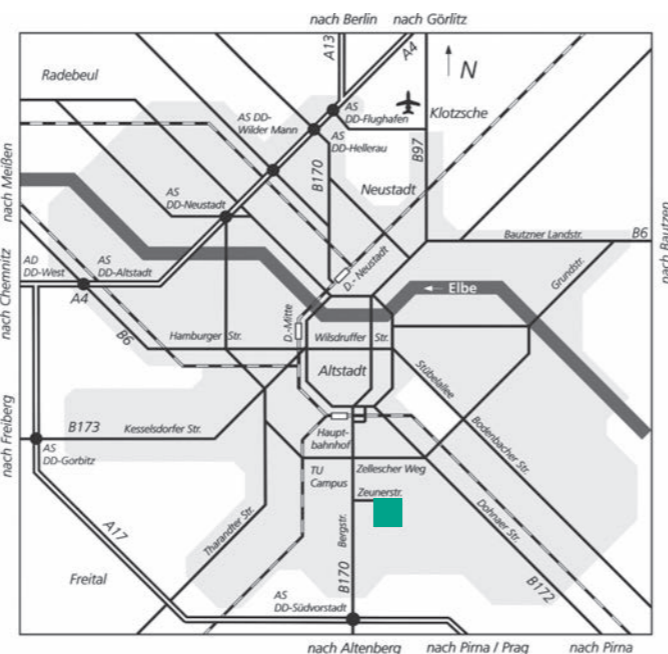 nach Berlin
nach Görlitz
A13
A4
N
Radebeul
AS
DD-Flughafen
Klotzsche
AS DD-
Wilder Mann
AS
DD-Hellerau
B97
B170
nach Meißen
Neustadt
AS
DD-Neustadt
Bautzner Landstr.
B6
nach Bautzen
D.- Neustadt
Grundstr.
AD
DD-West
AS
DD-Altstadt
A4
nach Chemnitz
Elbe
D.-Mitte
B6
Hamburger Str.
Wilsdruffer Str.
Altstadt
Stübelallee
Bodenbacher Str.
nach Freiberg
B173
Kesselsdorfer Str.
Haupt-
bahnhof
AS
DD-Gorbitz
TU
Campus
Zellescher Weg
Zeunerstr.
Tharandter Str.
Bergstr.
Dohnaer Str.
A17
Freital
B170
B172
AS
DD-Südvorstadt
nach Altenberg
nach Pirna / Prag
nach Pirna